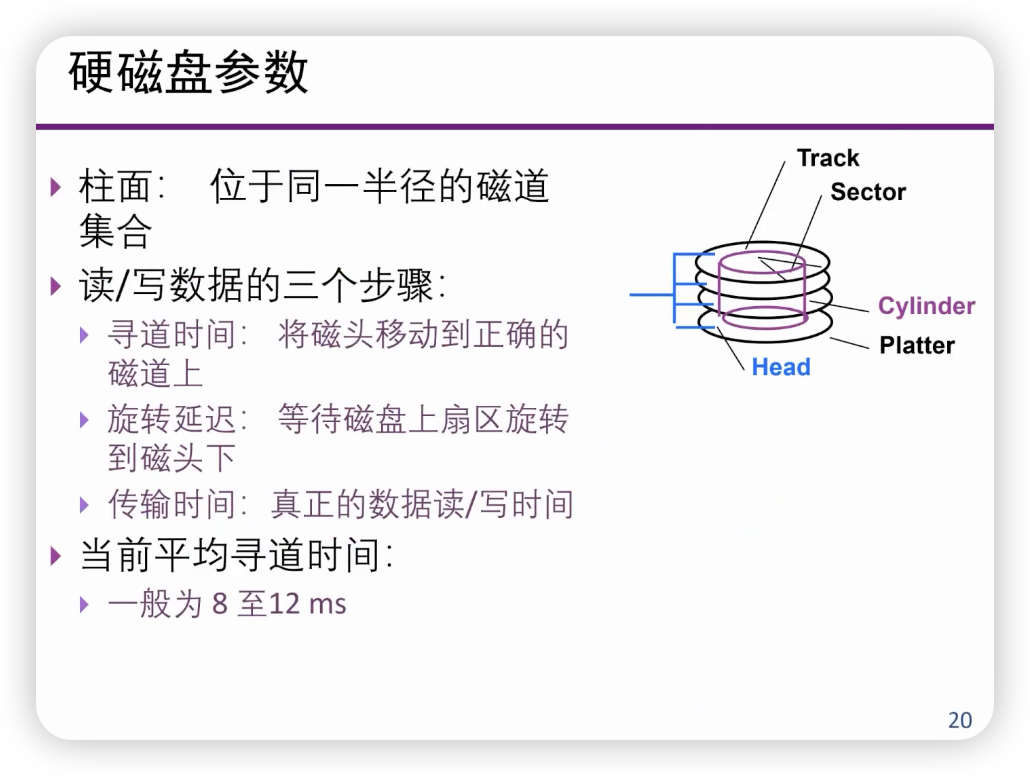 硬磁盘参数
柱面： 位于同一半径的磁道
集合
读/写数据的三个步骤：
寻道时间： 将磁头移动到正确的
磁道上
旋转延迟： 等待磁盘上扇区旋转
到磁头下
传输时间： 真正的数据读/写时间
当前平均寻道时间：
一般为 8 至12 ms
Track
Sector
Cylinder
Platter
Head
20